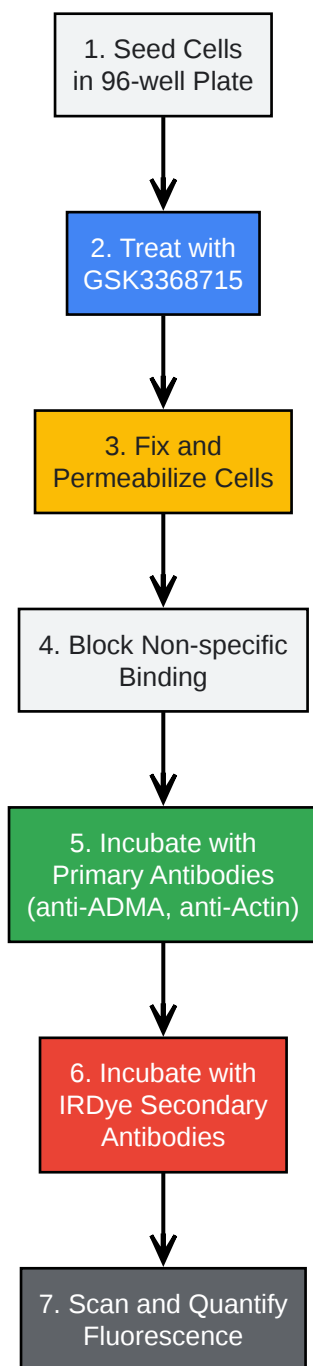 1. Seed Cells
in 96-well Plate
2. Treat with
GSK3368715
3. Fix and
Permeabilize Cells
4. Block Non-specific
Binding
5. Incubate with
Primary Antibodies
(anti-ADMA, anti-Actin)
6. Incubate with
IRDye Secondary
Antibodies
7. Scan and Quantify
Fluorescence